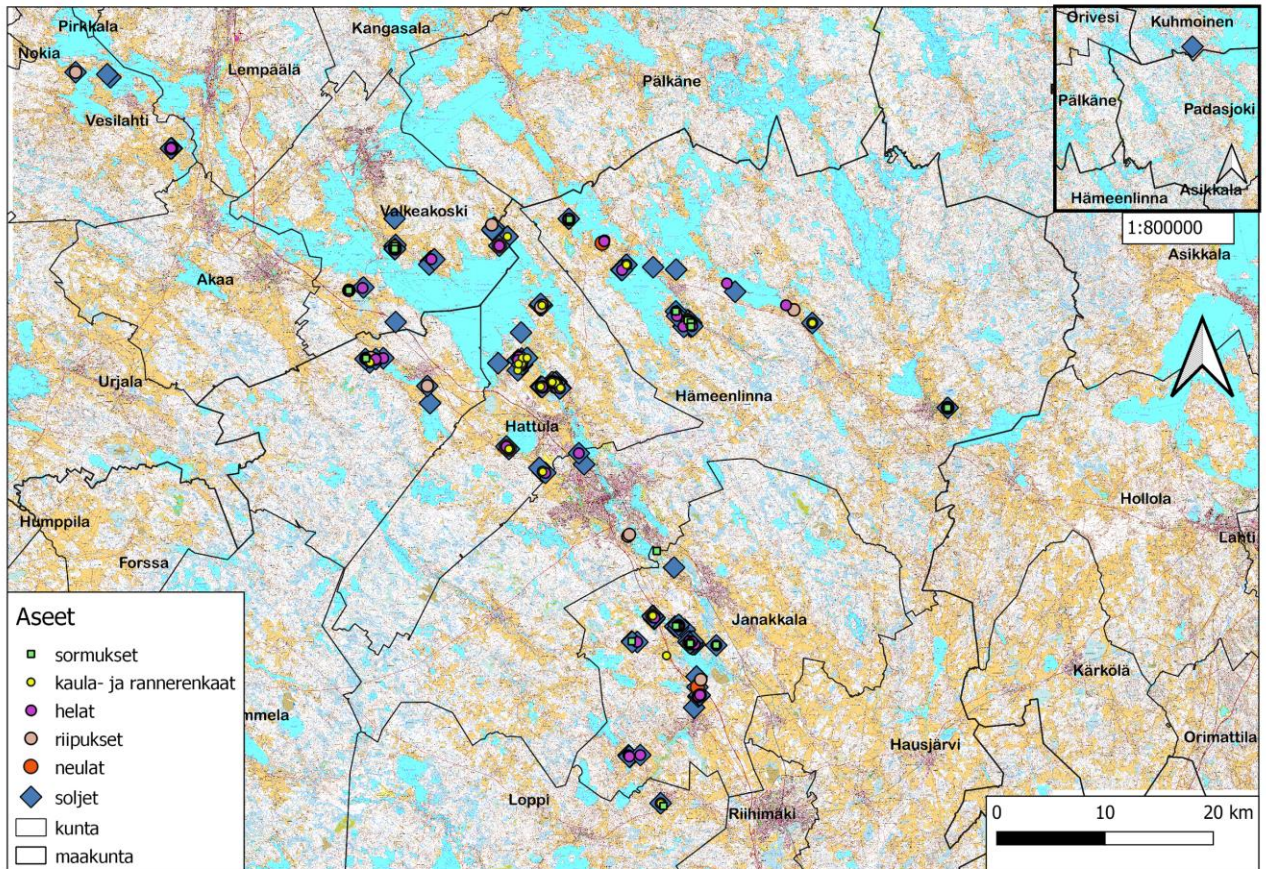 Pirkkala
Nokia
Kangasala
Lempäälä
Pälkäne
Vesilahti
Valkeakoski
Akaa
Urjala
Hämeenlinna
Hattula
Humppila
Forssa
Janakkala
mmela
Loppi
Riihimäki
Hausjärvi
Kärkölä
Orimattila
Hollola
Lahti
Asikkala
Orivesi
Kuhmoinen
Pälkäne
Padasjoki
Hämeenlinna
Asikkala
1:800000
Aseet
sormukset
kaula- ja rannerenkaat
helat
riipukset
neulat
soljet
kunta
maakunta
0 10 20 km